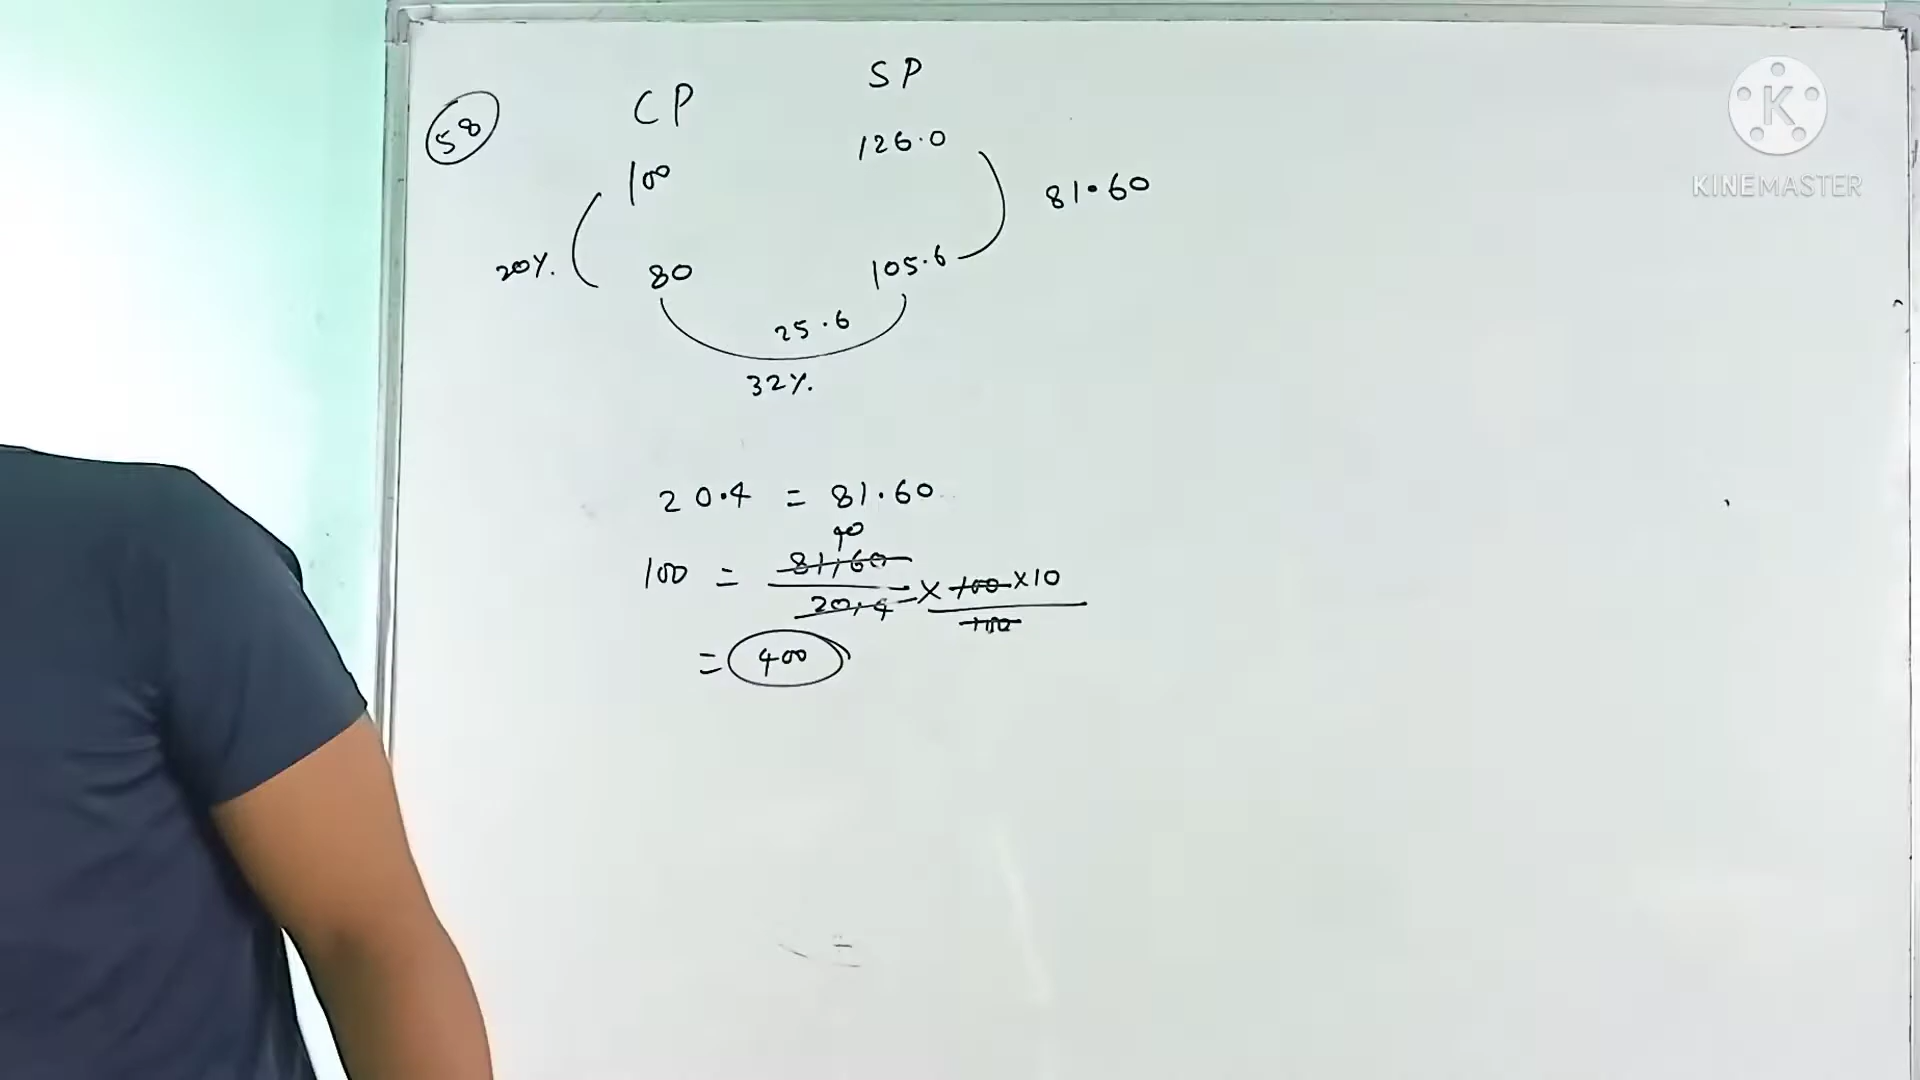 58
CP SP
100 126.0
81.60
20%. 80 105.6
25.6
32%.
20.4 = 81.60
40
100 = 81,60 / 20,4 × 100 × 10 / 100
= 400
K
KINEMASTER